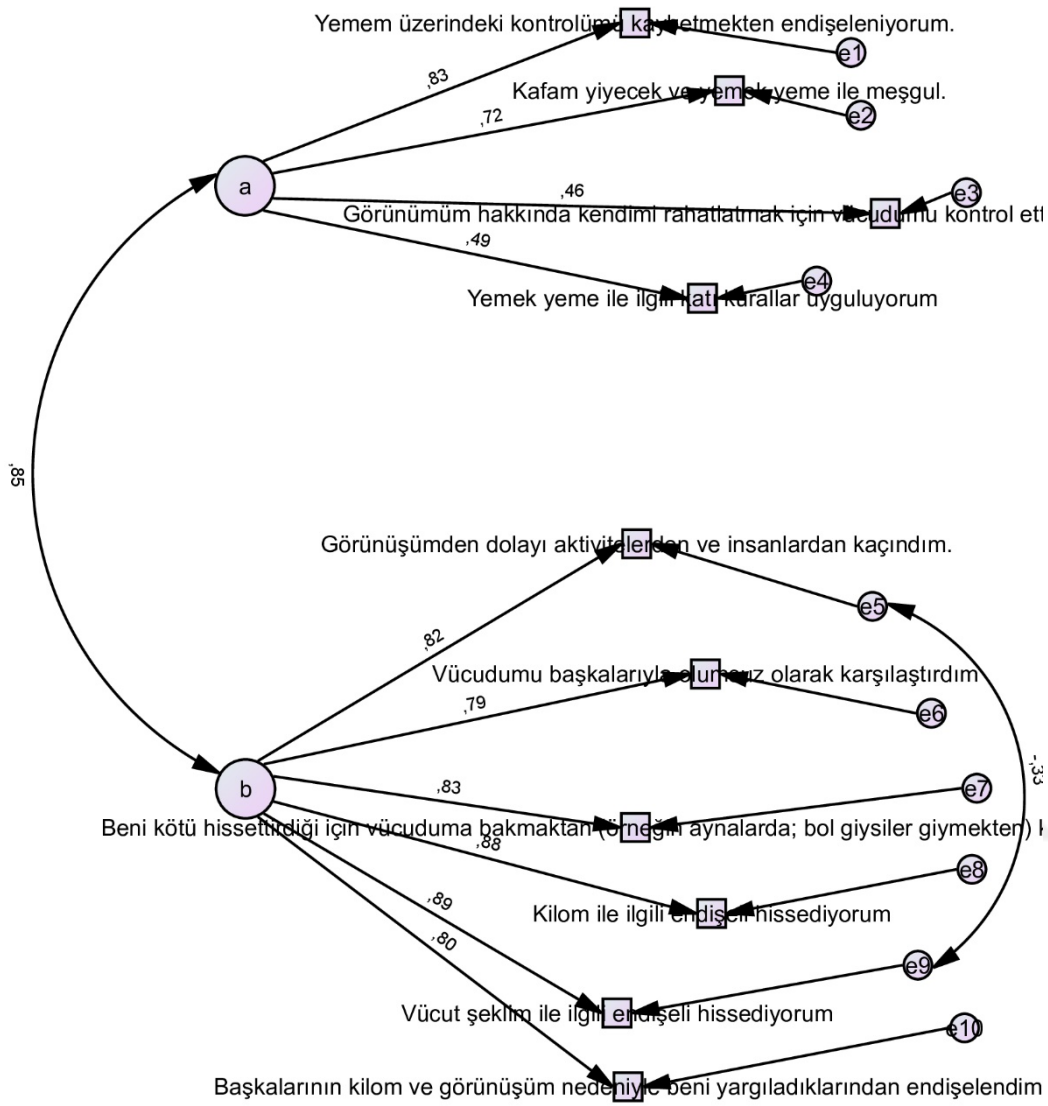 Yemem üzerindeki kontrolümü kaybetmekten endişeleniyorum.
e1
,83
Kafam yiyecek ve yemek yeme ile meşgul.
e2
,72
a
,46
e3
Görünümüm hakkında kendimi rahatlatmak için vücudumu kontrol ett
,49
e4
Yemek yeme ile ilgili katı kurallar uyguluyorum
,85
Görünüşümden dolayı aktivitelerden ve insanlardan kaçındım.
e5
,82
Vücudumu başkalarıyla olumsuz olarak karşılaştırdım
,79
e6
-,33
b
,83
e7
Beni kötü hissettirdiği için vücuduma bakmaktan (örneğin aynalarda; bol giysiler giymekten)
,88
e8
Kilom ile ilgili endişeli hissediyorum
,89
,80
e9
Vücut şeklim ile ilgili endişeli hissediyorum
e10
Başkalarının kilom ve görünüşüm nedeniyle beni yargıladıklarından endişelendim